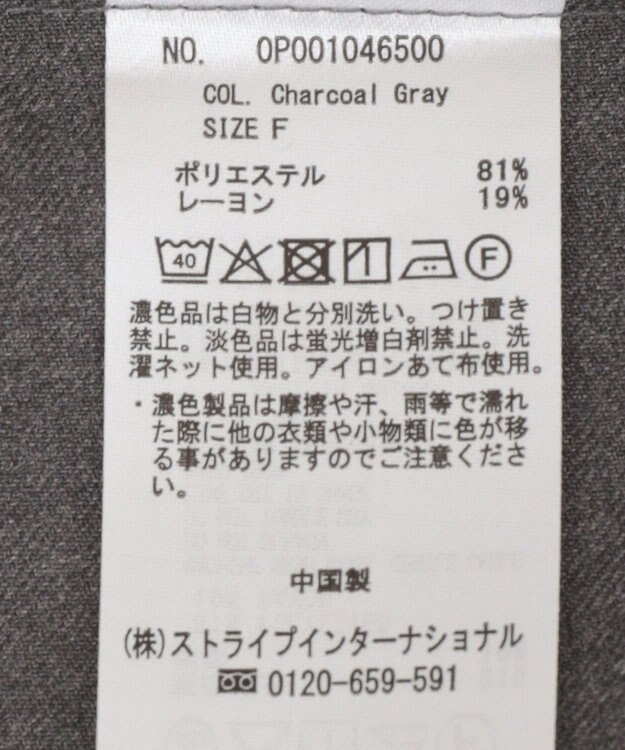 NO. 0P001046500
COL. Charcoal Gray
SIZE F
ポリエステル 81%
レーヨン 19%
40
F
濃色品は白物と分別洗い。つけ置き
禁止。淡色品は蛍光増白剤禁止。洗
濯ネット使用。アイロンあて布使用。
・濃色製品は摩擦や汗、雨等で濡れ
た際に他の衣類や小物類に色が移
る事がありますのでご注意くださ
い。
中国製
(株)ストライプインターナショナル
0120-659-591